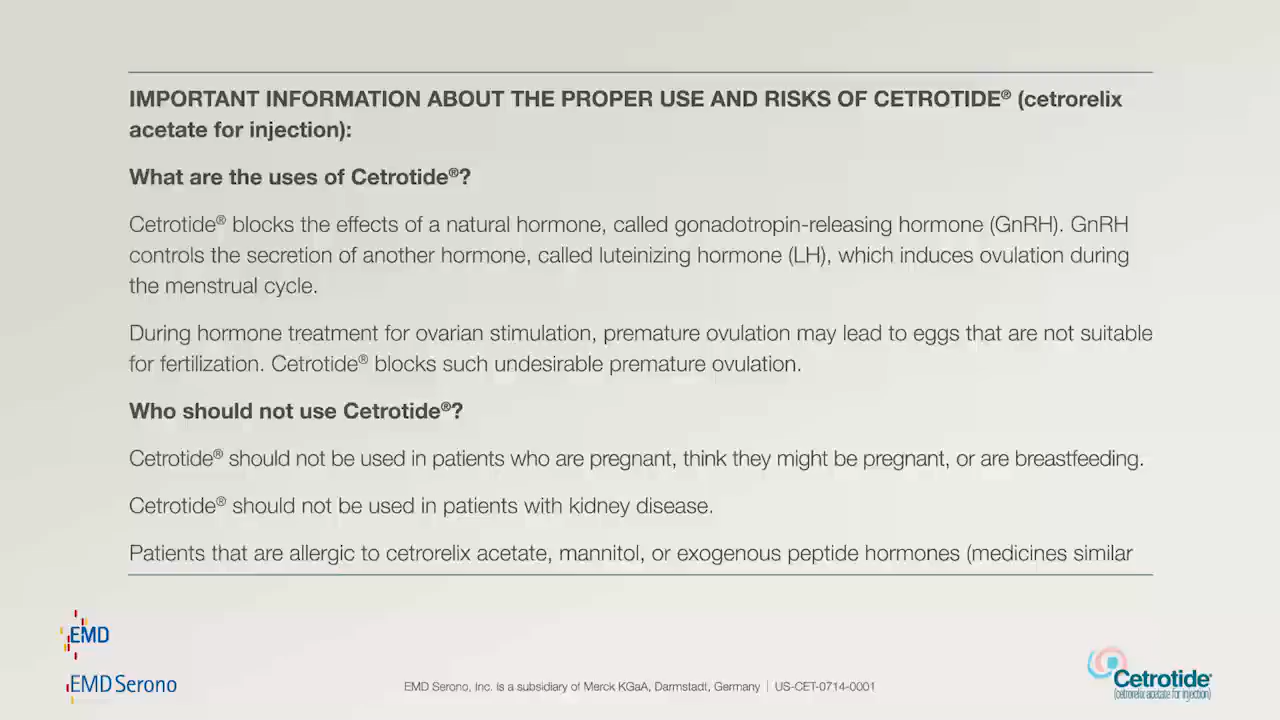 IMPORTANT INFORMATION ABOUT THE PROPER USE AND RISKS OF CETROTIDE® (cetrorelix
acetate for injection):
What are the uses of Cetrotide®?
Cetrotide® blocks the effects of a natural hormone, called gonadotropin-releasing hormone (GnRH). GnRH
controls the secretion of another hormone, called luteinizing hormone (LH), which induces ovulation during
the menstrual cycle.
During hormone treatment for ovarian stimulation, premature ovulation may lead to eggs that are not suitable
for fertilization. Cetrotide® blocks such undesirable premature ovulation.
Who should not use Cetrotide®?
Cetrotide® should not be used in patients who are pregnant, think they might be pregnant, or are breastfeeding.
Cetrotide® should not be used in patients with kidney disease.
Patients that are allergic to cetrorelix acetate, mannitol, or exogenous peptide hormones (medicines similar
EMD
EMD Serono
EMD Serono, Inc. is a subsidiary of Merck KGaA, Darmstadt, Germany | US-CET-0714-0001
Cetrotide®
(cetrorelix acetate for injection)